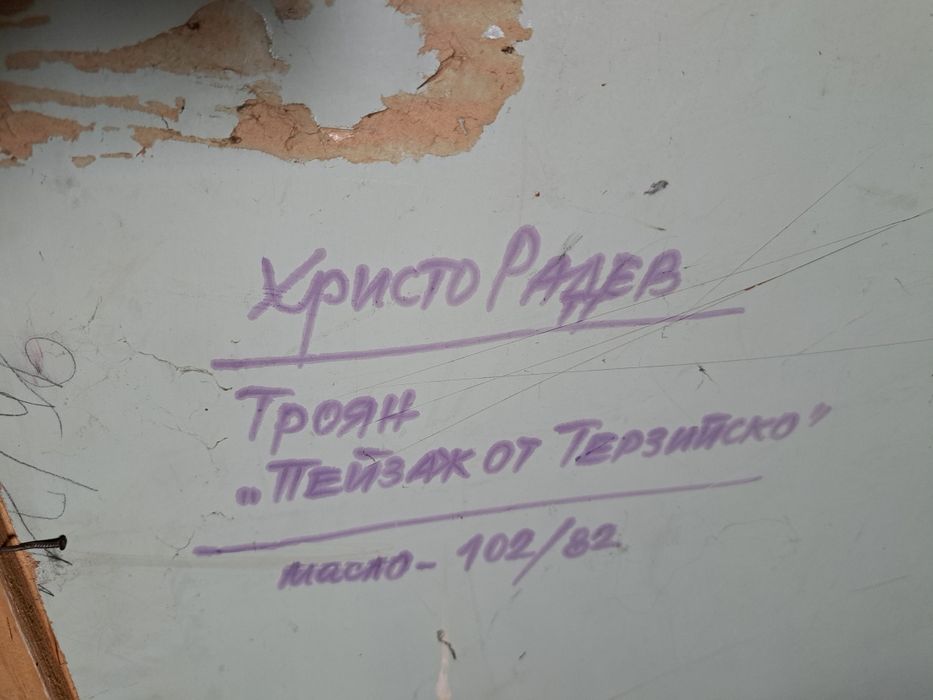 Христо Радев
Троян
„Пейзаж от Терзийско"
масло - 102/82